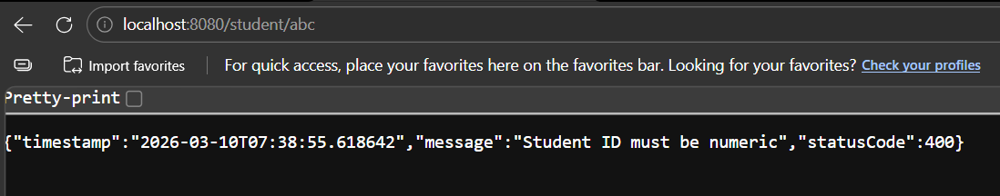 localhost:8080/student/abc
Import favorites For quick access, place your favorites here on the favorites bar. Looking for your favorites? Check your profiles
Pretty-print
{"timestamp":"2026-03-10T07:38:55.618642","message":"Student ID must be numeric","statusCode":400}